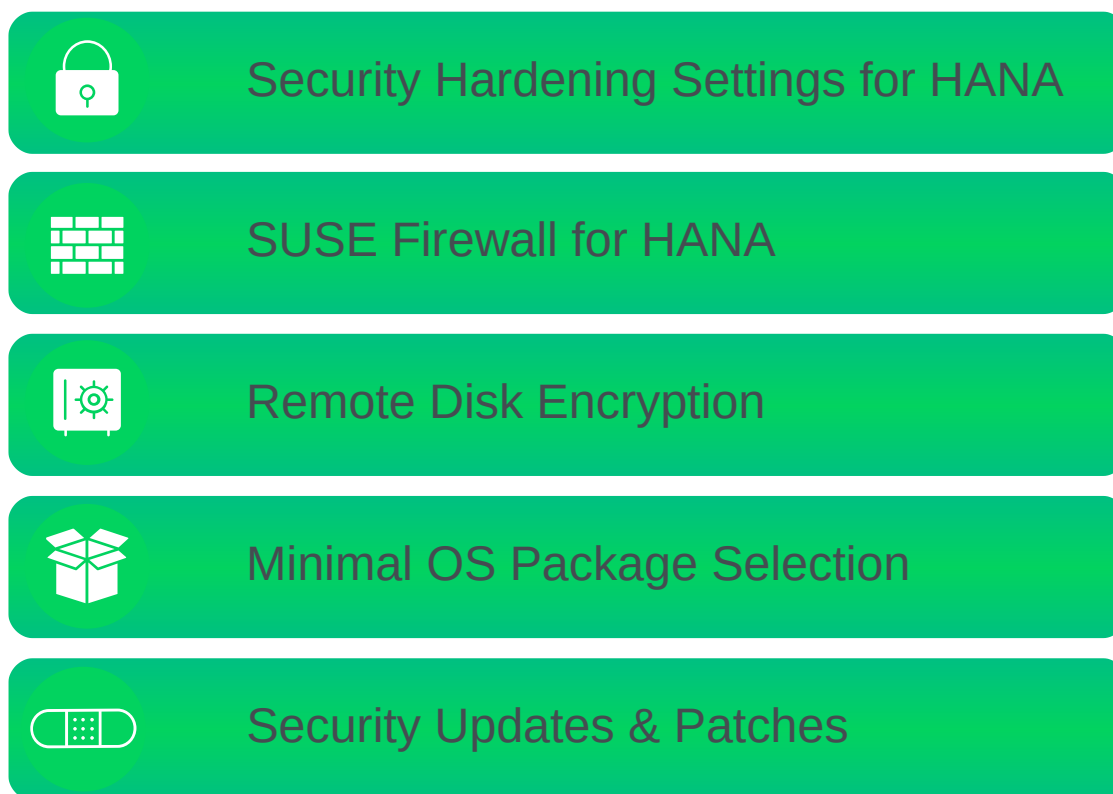 Security Hardening Settings for HANA
SUSE Firewall for HANA
Remote Disk Encryption
Minimal OS Package Selection
Security Updates & Patches